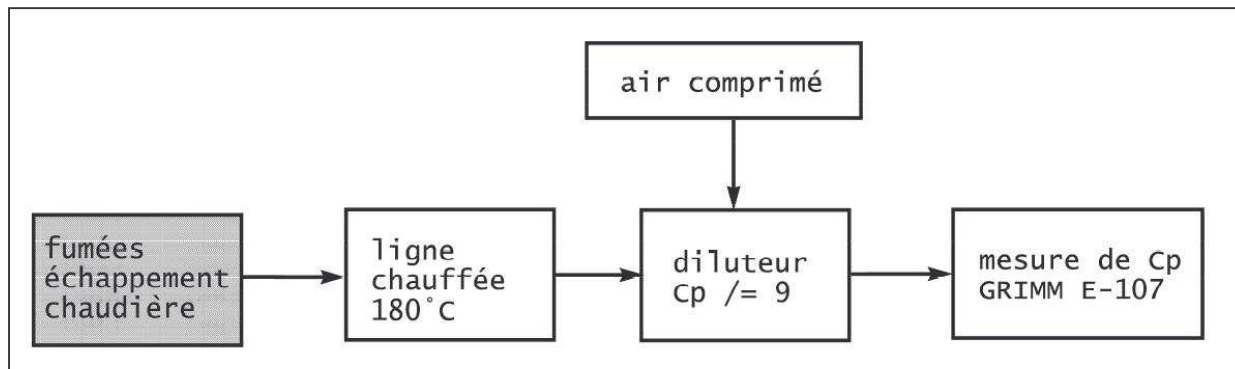 air comprimé
fumées
échappement
chaudière
ligne
chauffée
180°C
diluteur
Cp /= 9
mesure de Cp
GRIMM E-107